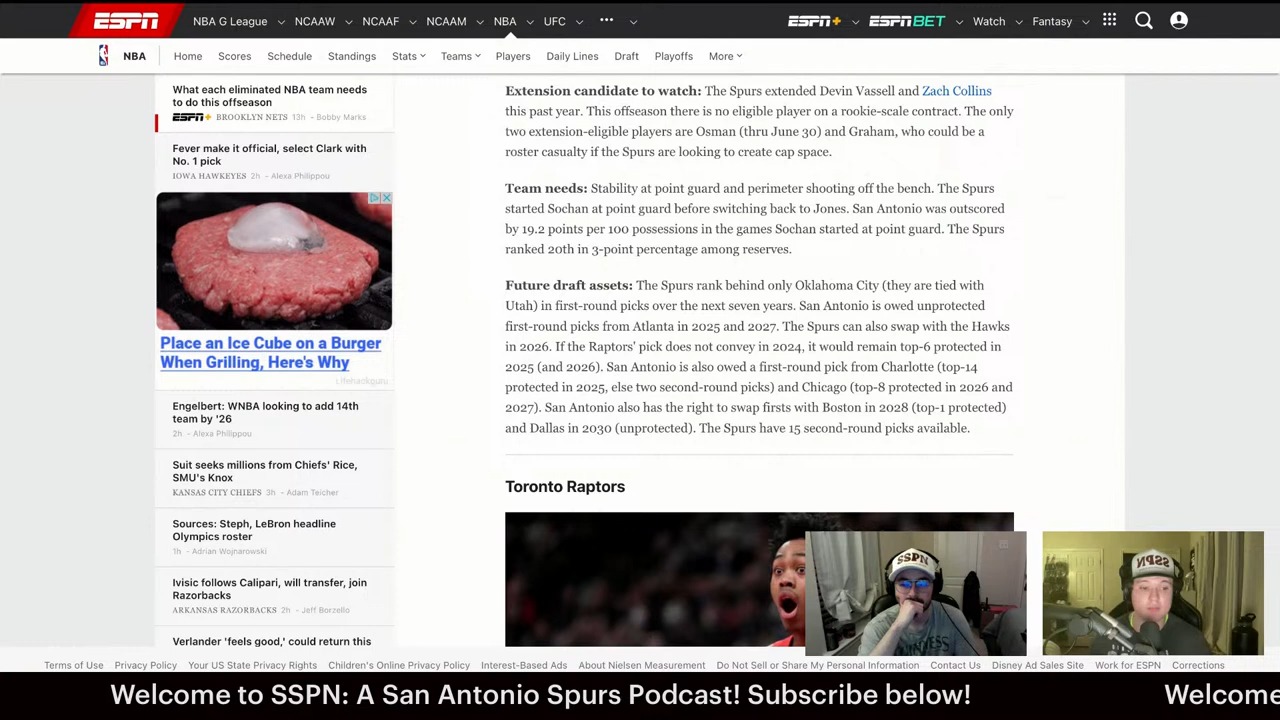 ESPN
NBA G League
NCAAW
NCAAF
NCAAM
NBA
UFC
ESPN+
ESPN BET
Watch
Fantasy
NBA
Home
Scores
Schedule
Standings
Stats
Teams
Players
Daily Lines
Draft
Playoffs
More
What each eliminated NBA team needs
to do this offseason
ESPN+ BROOKLYN NETS 13h - Bobby Marks
Fever make it official, select Clark with
No. 1 pick
IOWA HAWKEYES 2h - Alexa Philippou
Place an Ice Cube on a Burger
When Grilling, Here's Why
LifeHackguru
Engelbert: WNBA looking to add 14th
team by '26
2h - Alexa Philippou
Suit seeks millions from Chiefs' Rice,
SMU's Knox
KANSAS CITY CHIEFS 3h - Adam Teicher
Sources: Steph, LeBron headline
Olympics roster
1h - Adrian Wojnarowski
Ivisic follows Calipari, will transfer, join
Razorbacks
ARKANSAS RAZORBACKS 2h - Jeff Borzello
Verlander 'feels good,' could return this
Extension candidate to watch: The Spurs extended Devin Vassell and Zach Collins
this past year. This offseason there is no eligible player on a rookie-scale contract. The only
two extension-eligible players are Osman (thru June 30) and Graham, who could be a
roster casualty if the Spurs are looking to create cap space.
Team needs: Stability at point guard and perimeter shooting off the bench. The Spurs
started Sochan at point guard before switching back to Jones. San Antonio was outscored
by 19.2 points per 100 possessions in the games Sochan started at point guard. The Spurs
ranked 20th in 3-point percentage among reserves.
Future draft assets: The Spurs rank behind only Oklahoma City (they are tied with
Utah) in first-round picks over the next seven years. San Antonio is owed unprotected
first-round picks from Atlanta in 2025 and 2027. The Spurs can also swap with the Hawks
in 2026. If the Raptors' pick does not convey in 2024, it would remain top-6 protected in
2025 (and 2026). San Antonio is also owed a first-round pick from Charlotte (top-14
protected in 2025, else two second-round picks) and Chicago (top-8 protected in 2026 and
2027). San Antonio also has the right to swap firsts with Boston in 2028 (top-1 protected)
and Dallas in 2030 (unprotected). The Spurs have 15 second-round picks available.
Toronto Raptors
SSPN
SSPN
Terms of Use
Privacy Policy
Your US State Privacy Rights
Children's Online Privacy Policy
Interest-Based Ads
About Nielsen Measurement
Do Not Sell or Share My Personal Information
Contact Us
Disney Ad Sales Site
Work for ESPN
Corrections
Welcome to SSPN: A San Antonio Spurs Podcast! Subscribe below!
Welcome